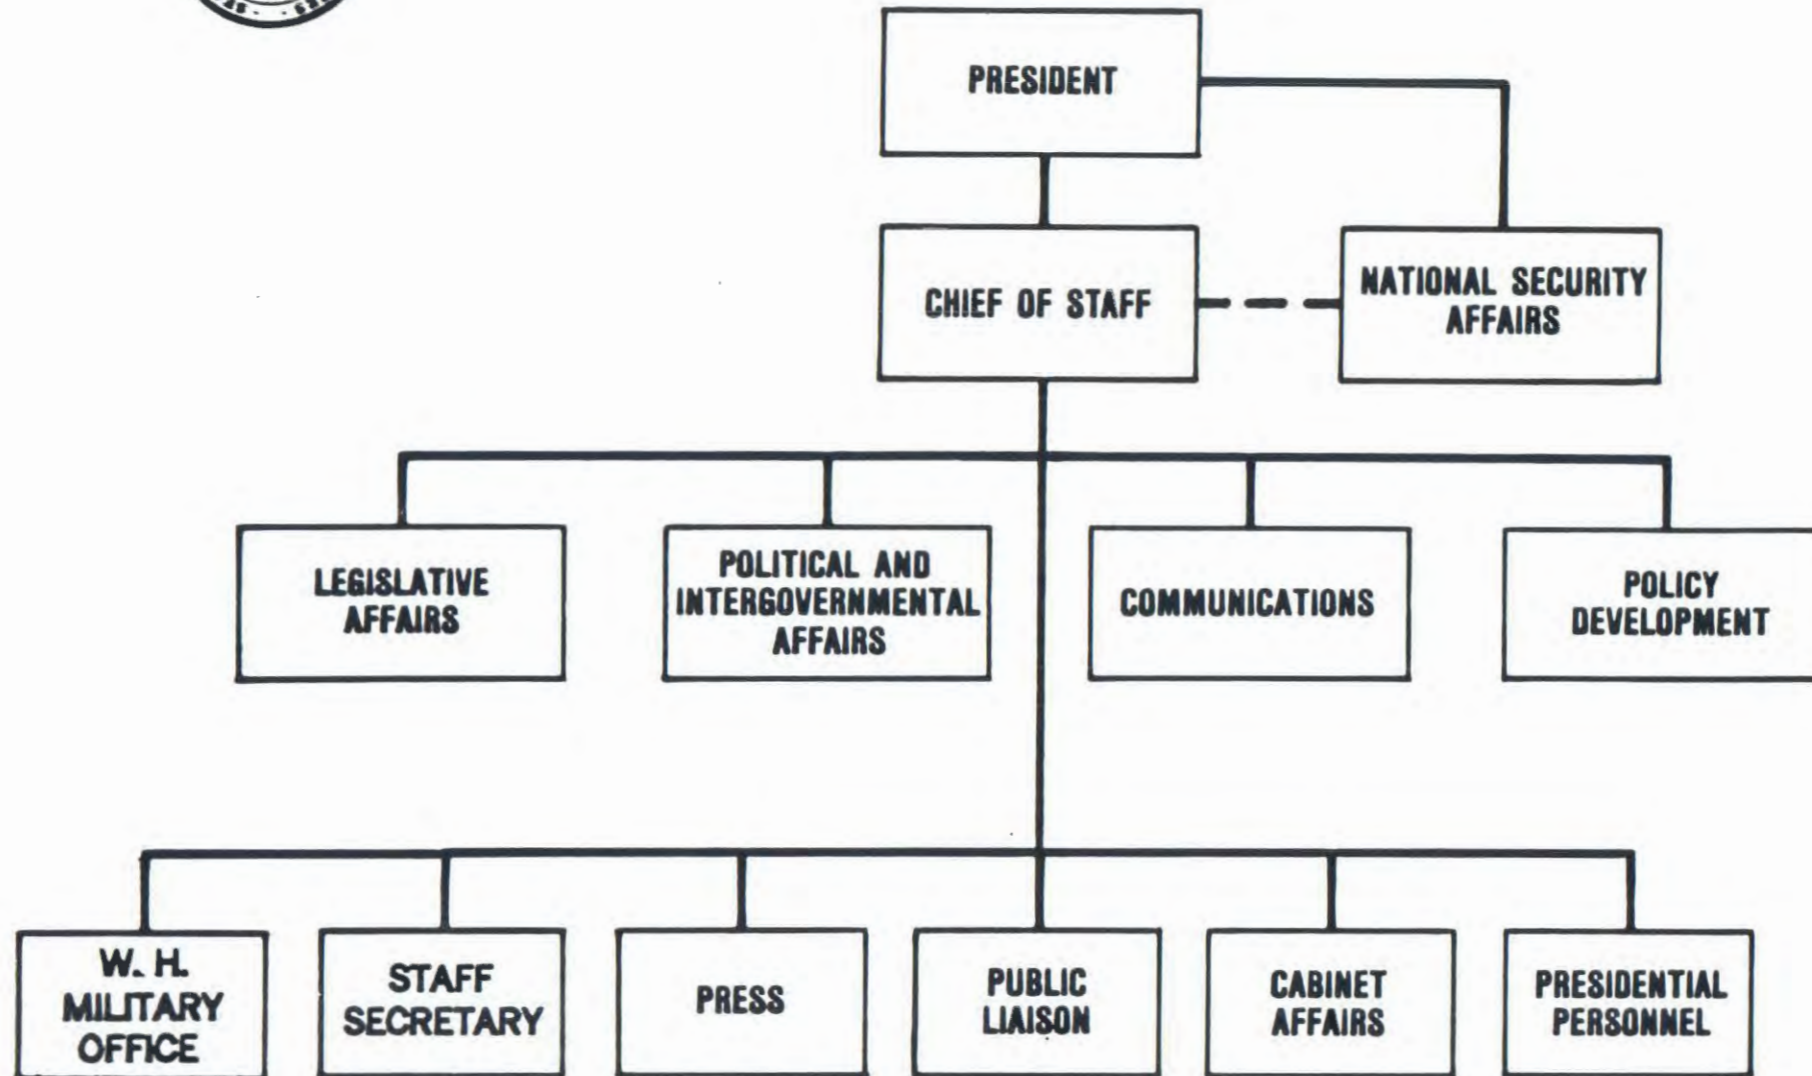 PRESIDENT
CHIEF OF STAFF
NATIONAL SECURITY
AFFAIRS
LEGISLATIVE
AFFAIRS
POLITICAL AND
INTERGOVERNMENTAL
AFFAIRS
COMMUNICATIONS
POLICY
DEVELOPMENT
W. H.
MILITARY
OFFICE
STAFF
SECRETARY
PRESS
PUBLIC
LIAISON
CABINET
AFFAIRS
PRESIDENTIAL
PERSONNEL